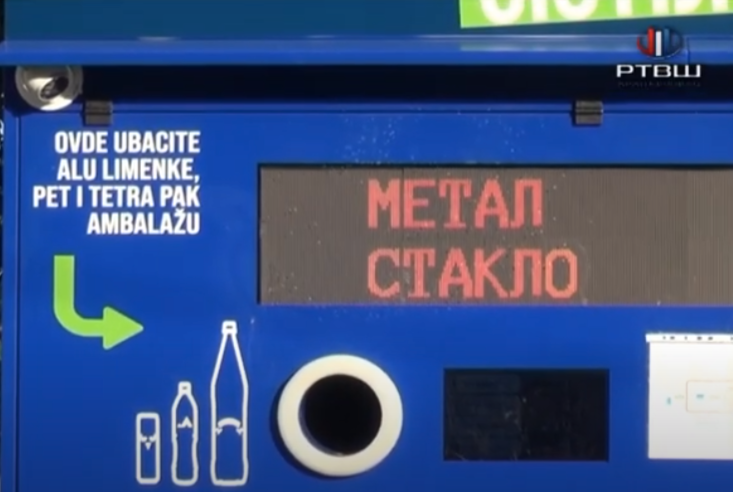 РТВШ
OVDE UBACITE
ALU LIMENKE,
PET I TETRA PAK
AMBALAŽU
МЕТАЛ
СТАКЛО